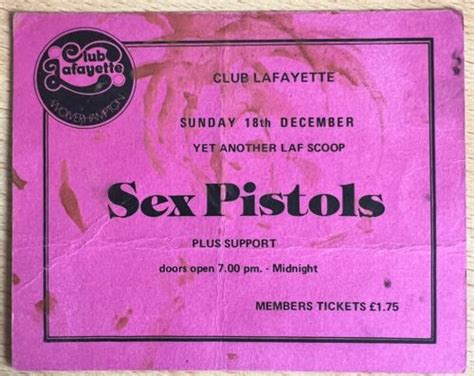 Club
Lafayette
WOLVERHAMPTON
CLUB LAFAYETTE
SUNDAY 18th DECEMBER
YET ANOTHER LAF SCOOP
Sex Pistols
PLUS SUPPORT
doors open 7.00 pm. - Midnight
MEMBERS TICKETS £1.75